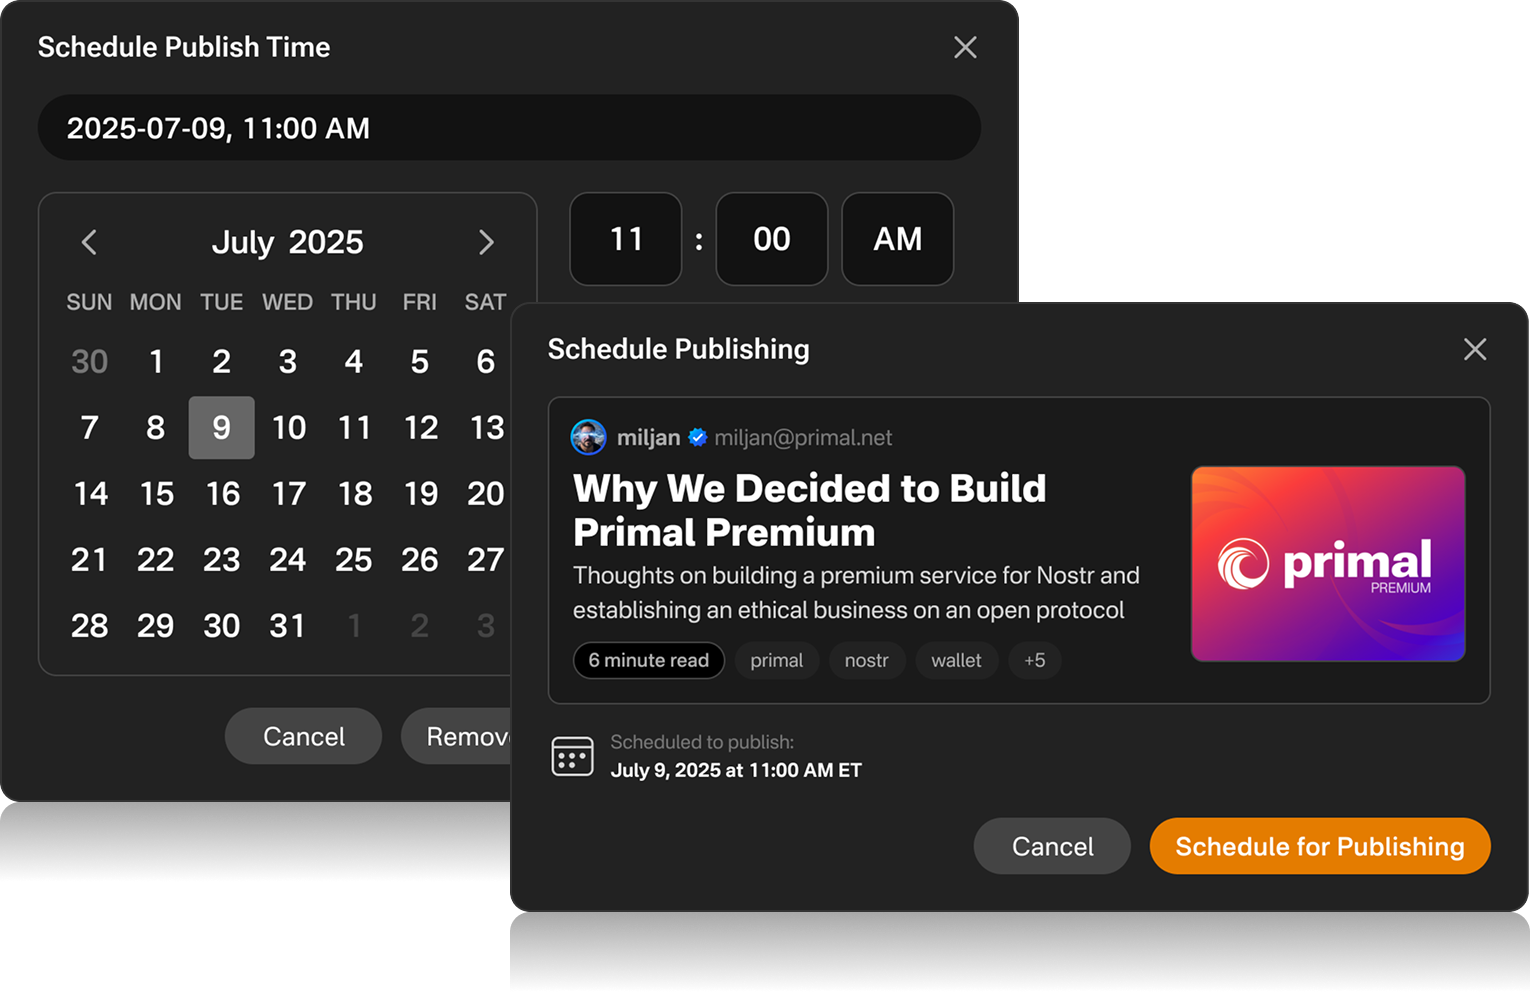 Schedule Publish Time
2025-07-09, 11:00 AM
July 2025
11 : 00 AM
SUN MON TUE WED THU FRI SAT
30 1 2 3 4 5 6
7 8 9 10 11 12 13
14 15 16 17 18 19 20
21 22 23 24 25 26 27
28 29 30 31 1 2 3
Cancel
Schedule Publishing
miljan miljan@primal.net
Why We Decided to Build
Primal Premium
Thoughts on building a premium service for Nostr and
establishing an ethical business on an open protocol
6 minute read primal nostr wallet +5
primal
PREMIUM
Scheduled to publish:
July 9, 2025 at 11:00 AM ET
Cancel Schedule for Publishing